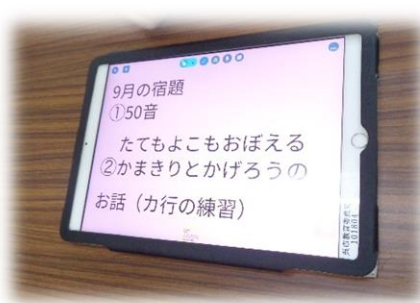 9月の宿題
①50音
たてもよこもおぼえる
②かまきりとかげろうの
お話（カ行の練習）